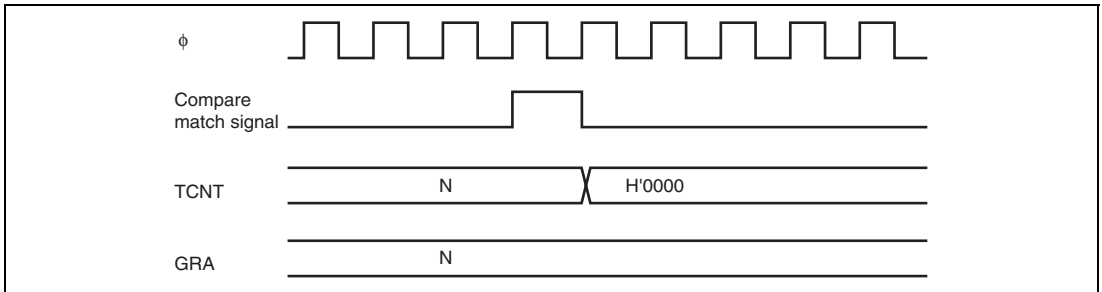 φ
Compare
match signal
TCNT
N
H'0000
GRA
N